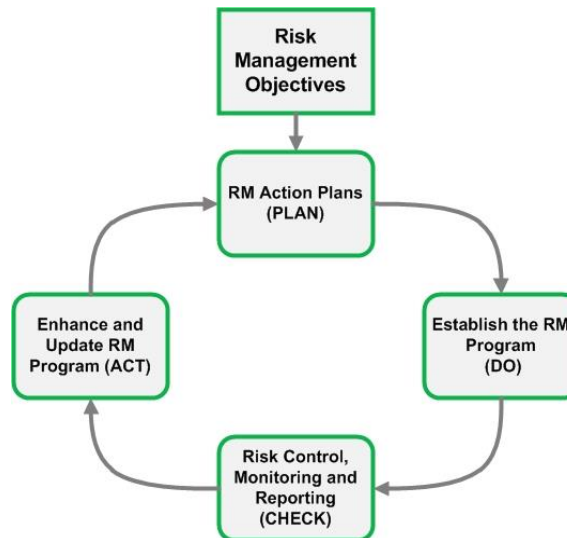 Risk
Management
Objectives
RM Action Plans
(PLAN)
Establish the RM
Program
(DO)
Risk Control,
Monitoring and
Reporting
(CHECK)
Enhance and
Update RM
Program (ACT)